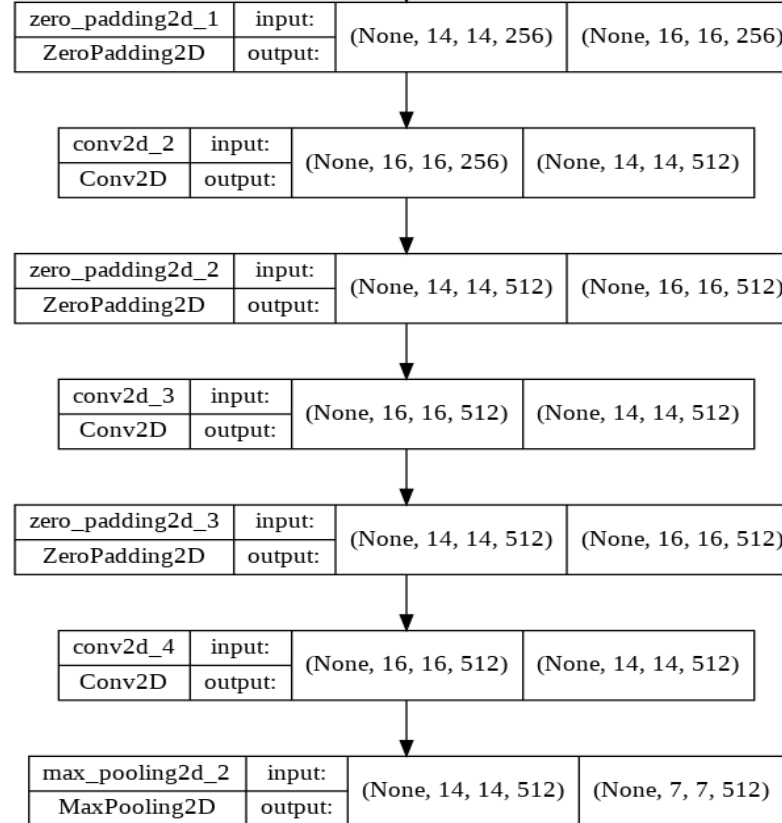 zero_padding2d_1 input: (None, 14, 14, 256) (None, 16, 16, 256)
ZeroPadding2D output:
conv2d_2 input: (None, 16, 16, 256) (None, 14, 14, 512)
Conv2D output:
zero_padding2d_2 input: (None, 14, 14, 512) (None, 16, 16, 512)
ZeroPadding2D output:
conv2d_3 input: (None, 16, 16, 512) (None, 14, 14, 512)
Conv2D output:
zero_padding2d_3 input: (None, 14, 14, 512) (None, 16, 16, 512)
ZeroPadding2D output:
conv2d_4 input: (None, 16, 16, 512) (None, 14, 14, 512)
Conv2D output:
max_pooling2d_2 input: (None, 14, 14, 512) (None, 7, 7, 512)
MaxPooling2D output: